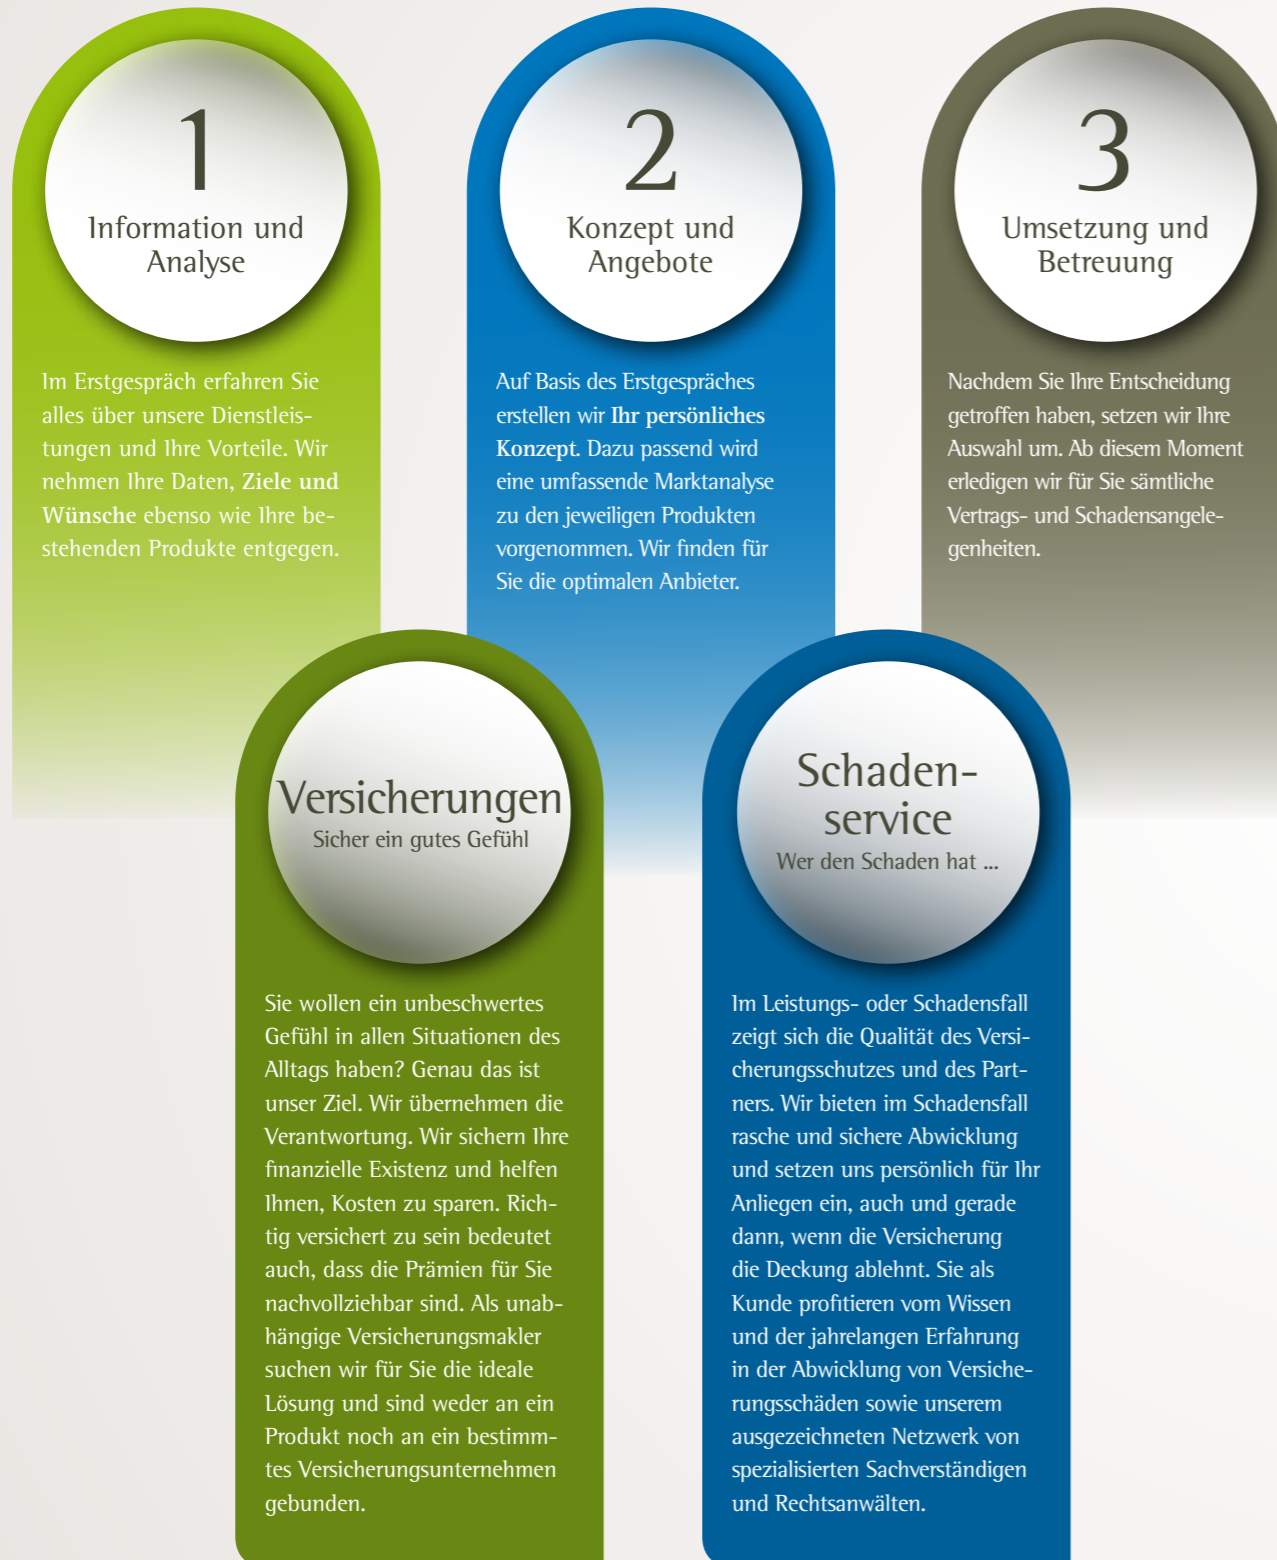 1
Information und
Analyse
Im Erstgespräch erfahren Sie
alles über unsere Dienstleis-
tungen und Ihre Vorteile. Wir
nehmen Ihre Daten, Ziele und
Wünsche ebenso wie Ihre be-
stehenden Produkte entgegen.
2
Konzept und
Angebote
Auf Basis des Erstgespräches
erstellen wir Ihr persönliches
Konzept. Dazu passend wird
eine umfassende Marktanalyse
zu den jeweiligen Produkten
vorgenommen. Wir finden für
Sie die optimalen Anbieter.
3
Umsetzung und
Betreuung
Nachdem Sie Ihre Entscheidung
getroffen haben, setzen wir Ihre
Auswahl um. Ab diesem Moment
erledigen wir für Sie sämtliche
Vertrags- und Schadensangele-
genheiten.
Versicherungen
Sicher ein gutes Gefühl
Sie wollen ein unbeschwertes
Gefühl in allen Situationen des
Alltags haben? Genau das ist
unser Ziel. Wir übernehmen die
Verantwortung. Wir sichern Ihre
finanzielle Existenz und helfen
Ihnen, Kosten zu sparen. Rich-
tig versichert zu sein bedeutet
auch, dass die Prämien für Sie
nachvollziehbar sind. Als unab-
hängige Versicherungsmakler
suchen wir für Sie die ideale
Lösung und sind weder an ein
Produkt noch an ein bestimm-
tes Versicherungsunternehmen
gebunden.
Schaden-
service
Wer den Schaden hat ...
Im Leistungs- oder Schadensfall
zeigt sich die Qualität des Versi-
cherungsschutzes und des Part-
ners. Wir bieten im Schadensfall
rasche und sichere Abwicklung
und setzen uns persönlich für Ihr
Anliegen ein, auch und gerade
dann, wenn die Versicherung
die Deckung ablehnt. Sie als
Kunde profitieren vom Wissen
und der jahrelangen Erfahrung
in der Abwicklung von Versiche-
rungsschäden sowie unserem
ausgezeichneten Netzwerk von
spezialisierten Sachverständigen
und Rechtsanwälten.